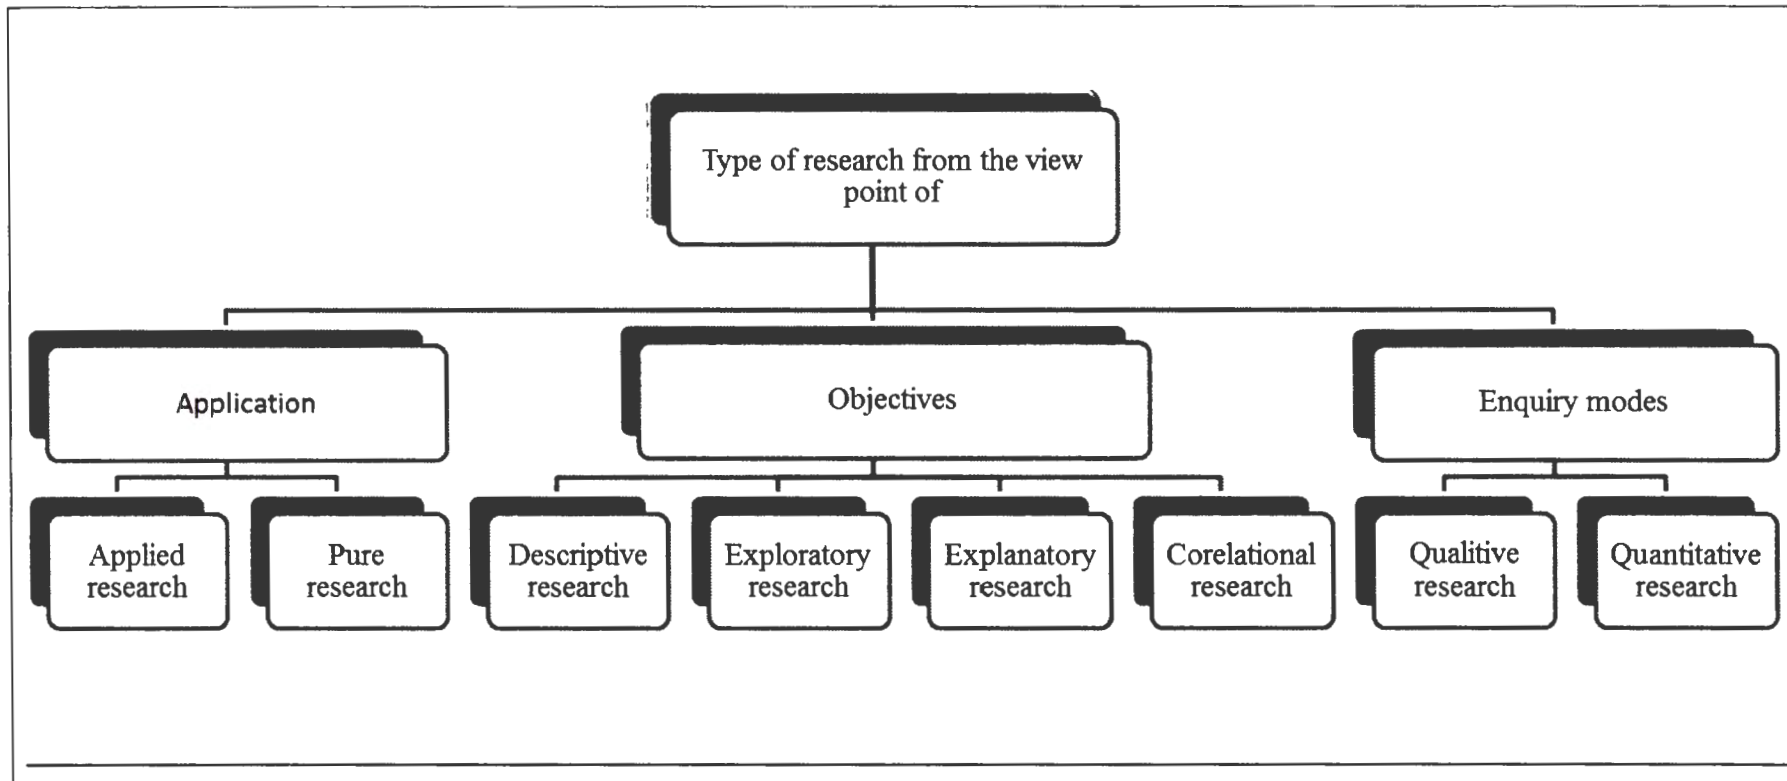 Type of research from the view
point of
Application
Objectives
Enquiry modes
Applied
research
Pure
research
Descriptive
research
Exploratory
research
Explanatory
research
Corelational
research
Qualitive
research
Quantitative
research